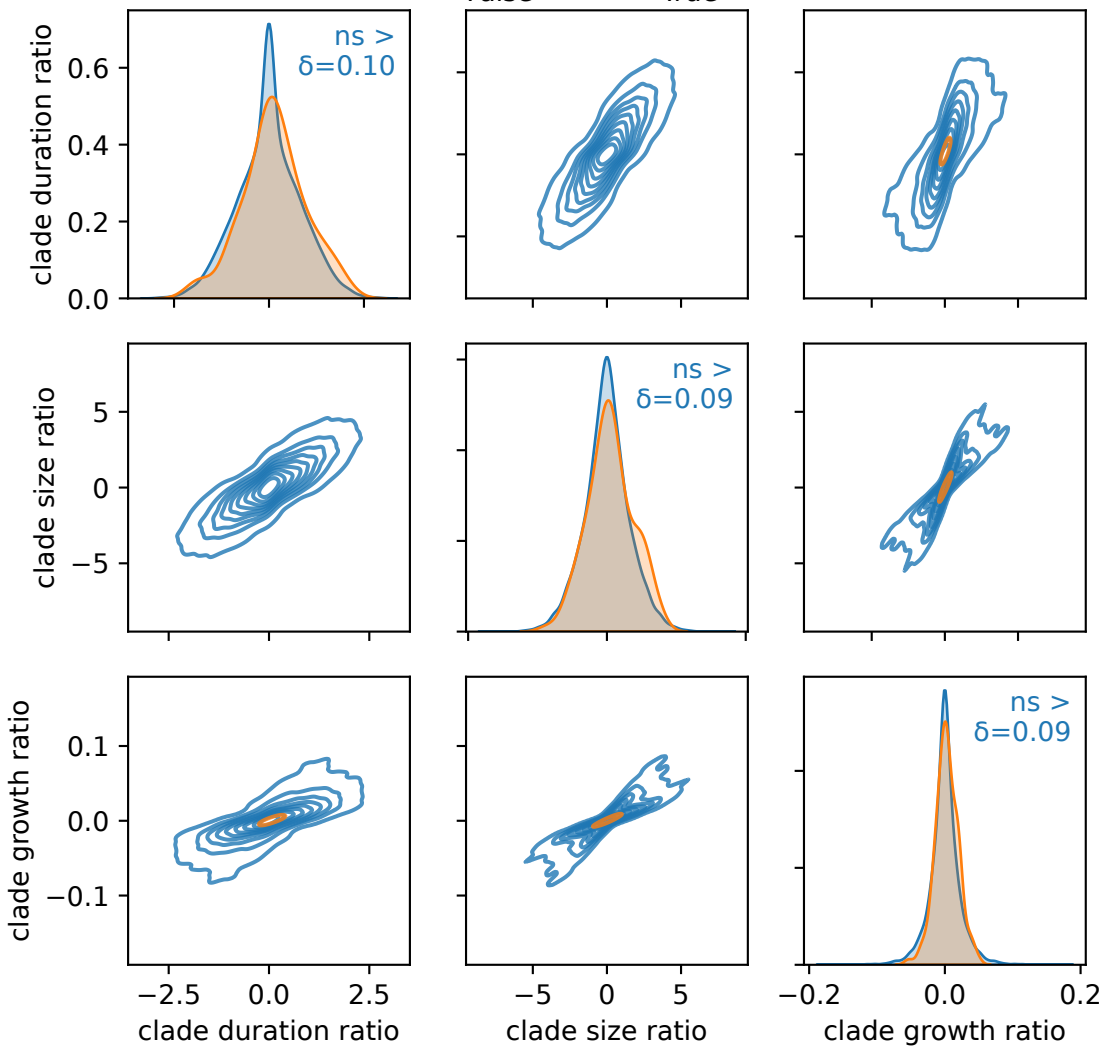 clade duration ratio
0.6
0.4
0.2
0.0
ns >
δ=0.10
−5
0
5
clade size ratio
5
0
−5
ns >
δ=0.09
clade growth ratio
0.1
0.0
−0.1
ns >
δ=0.09
−2.5
0.0
2.5
−5
0
5
−0.2
0.0
0.2
clade duration ratio
clade size ratio
clade growth ratio